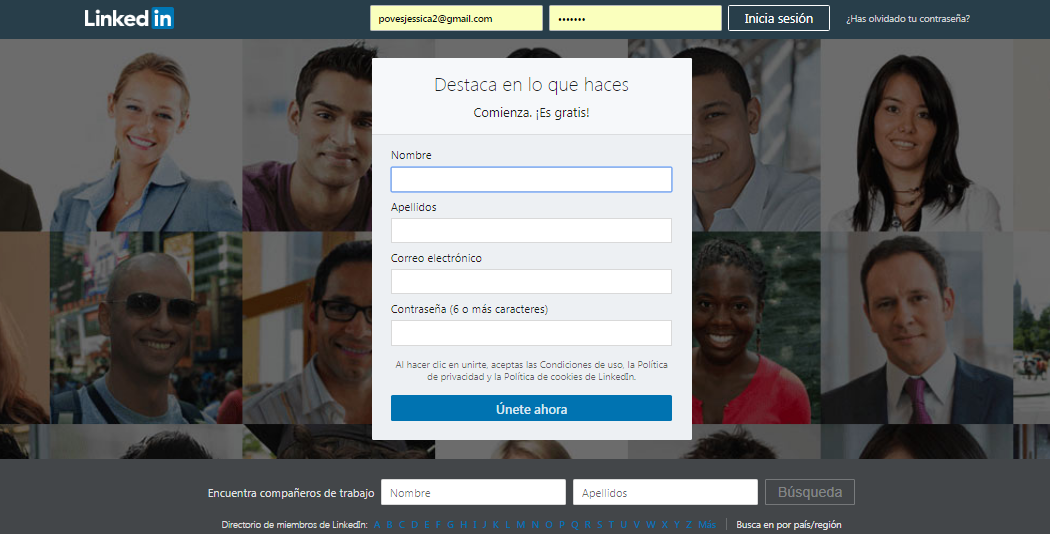 Linked in
povesjessica2@gmail.com
•••••••
Inicia sesión
¿Has olvidado tu contraseña?
Destaca en lo que haces
Comienza. ¡Es gratis!
Nombre
Apellidos
Correo electrónico
Contraseña (6 o más caracteres)
Al hacer clic en unirte, aceptas las Condiciones de uso, la Política
de privacidad y la Política de cookies de LinkedIn.
Únete ahora
Encuentra compañeros de trabajo Nombre Apellidos Búsqueda
Directorio de miembros de LinkedIn: A B C D E F G H I J K L M N O P Q R S T U V W X Y Z Más Busca en por país/región